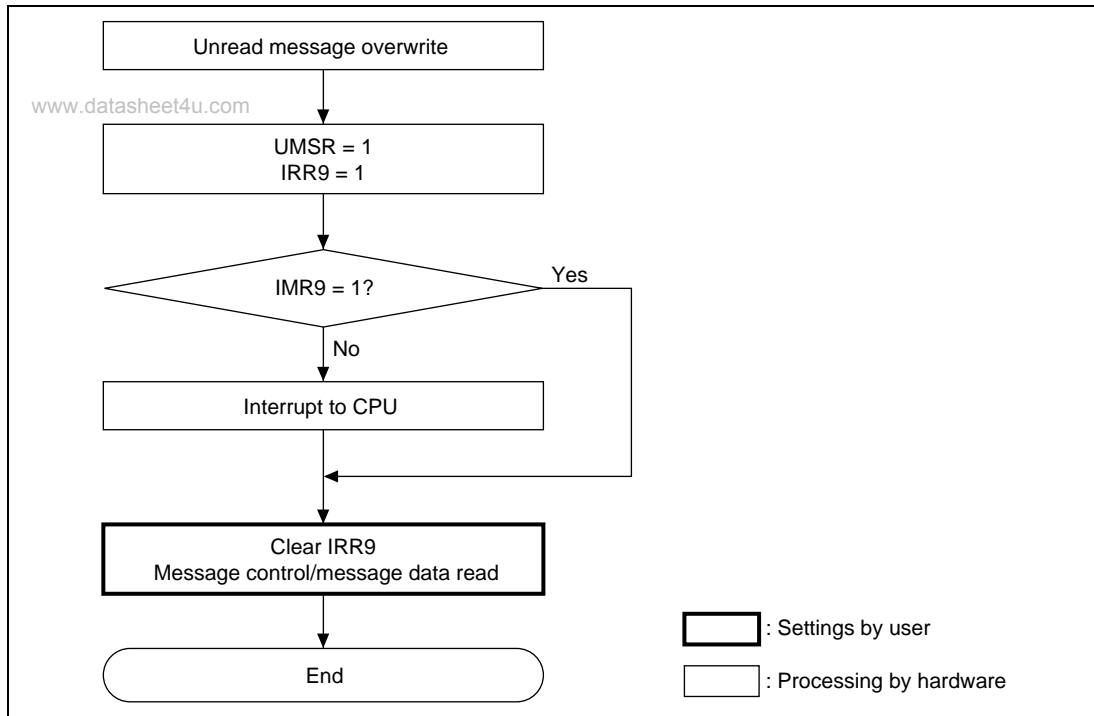 Unread message overwrite
www.datasheet4u.com
UMSR = 1
IRR9 = 1
IMR9 = 1?
Yes
No
Interrupt to CPU
Clear IRR9
Message control/message data read
: Settings by user
End
: Processing by hardware